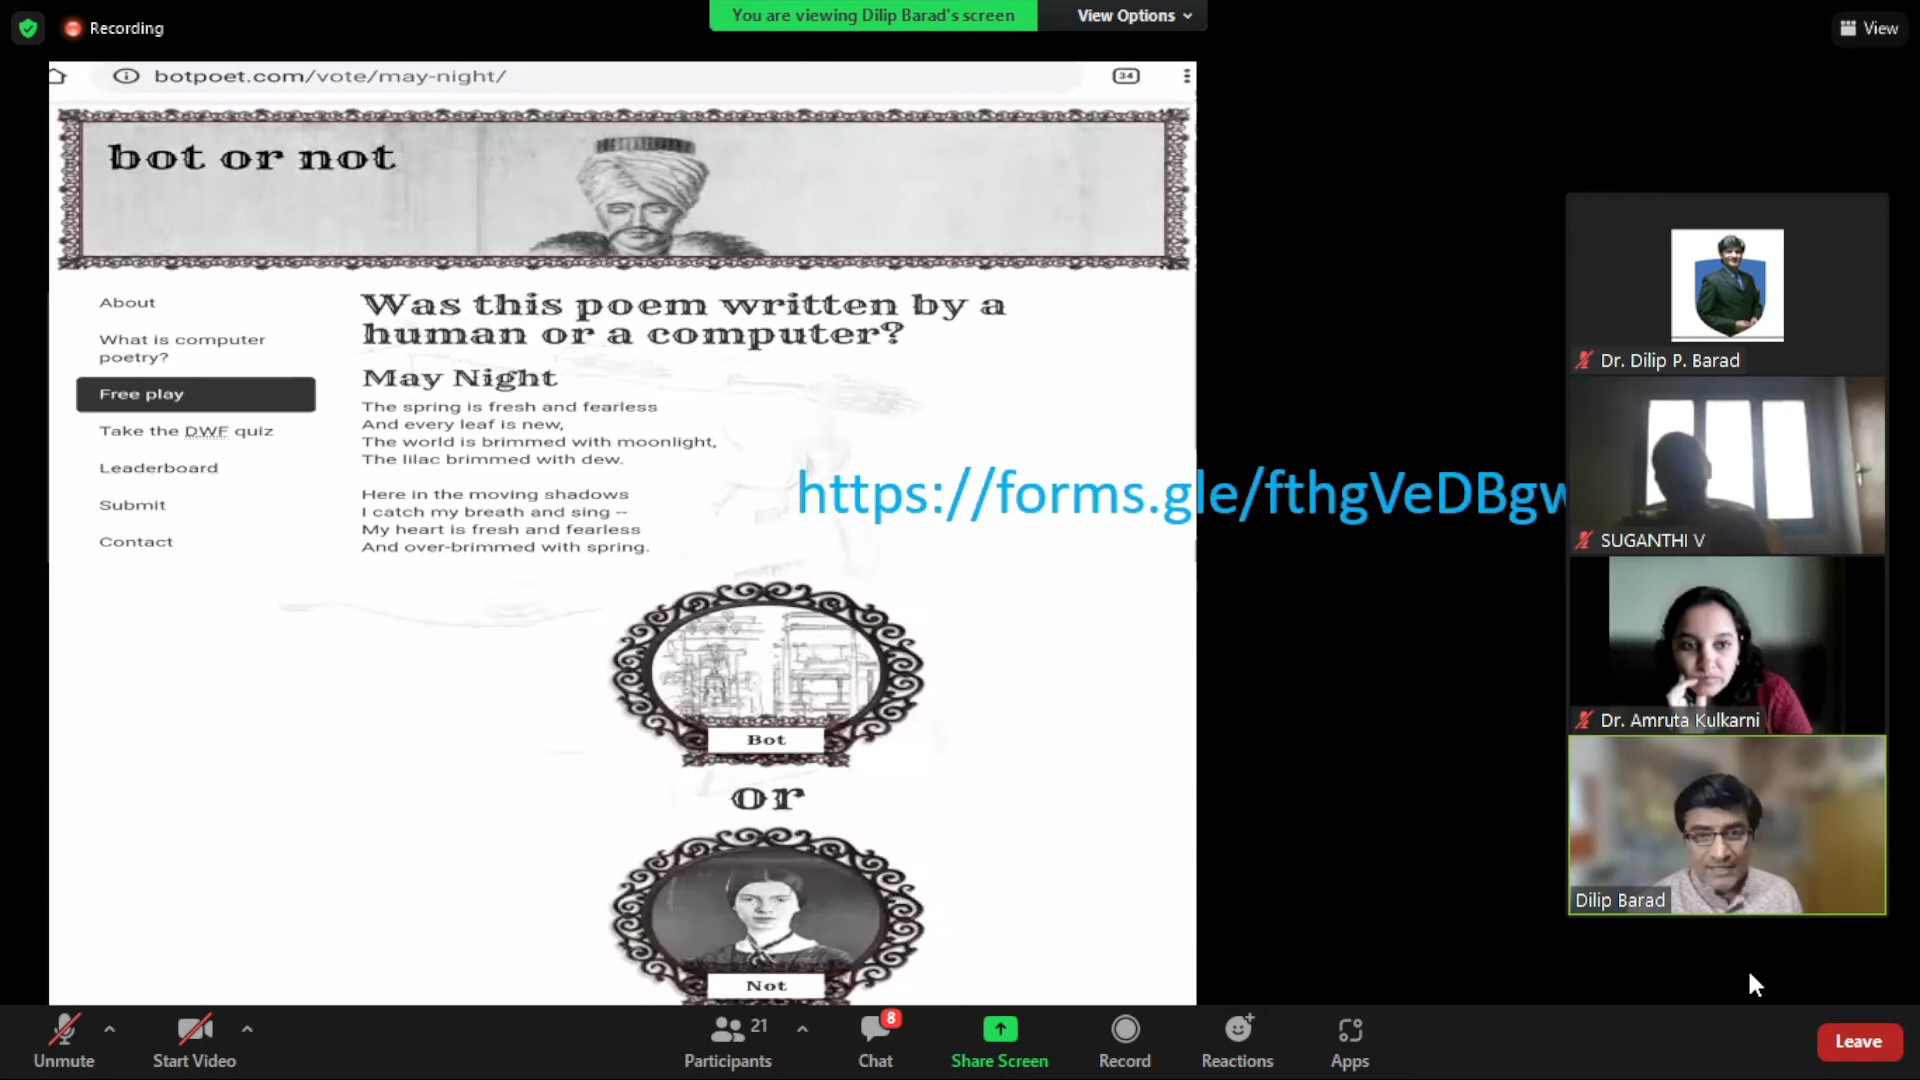 Recording
You are viewing Dilip Barad's screen
View Options
View
botpoet.com/vote/may-night/
34
bot or not
About
What is computer
poetry?
Free play
Take the DWF quiz
Leaderboard
Submit
Contact
Was this poem written by a
human or a computer?
May Night
The spring is fresh and fearless
And every leaf is new,
The world is brimmed with moonlight,
The lilac brimmed with dew.
Here in the moving shadows
I catch my breath and sing --
My heart is fresh and fearless
And over-brimmed with spring.
https://forms.gle/fthgVeDBgw
Bot
or
Not
Dr. Dilip P. Barad
SUGANTHI V
Dr. Amruta Kulkarni
Dilip Barad
Unmute
Start Video
21
Participants
8
Chat
Share Screen
Record
Reactions
Apps
Leave